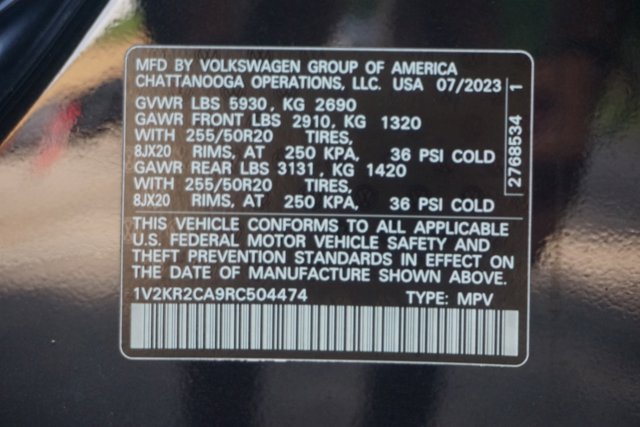 MFD BY VOLKSWAGEN GROUP OF AMERICA
CHATTANOOGA OPERATIONS, LLC. USA 07/2023
GVWR LBS 5930, KG 2690
GAWR FRONT LBS 2910, KG 1320
WITH 255/50R20 TIRES,
8JX20 RIMS, AT 250 KPA, 36 PSI COLD
GAWR REAR LBS 3131, KG 1420
WITH 255/50R20 TIRES,
8JX20 RIMS, AT 250 KPA, 36 PSI COLD
THIS VEHICLE CONFORMS TO ALL APPLICABLE
U.S. FEDERAL MOTOR VEHICLE SAFETY AND
THEFT PREVENTION STANDARDS IN EFFECT ON
THE DATE OF MANUFACTURE SHOWN ABOVE.
1V2KR2CA9RC504474 TYPE: MPV
2768534 1